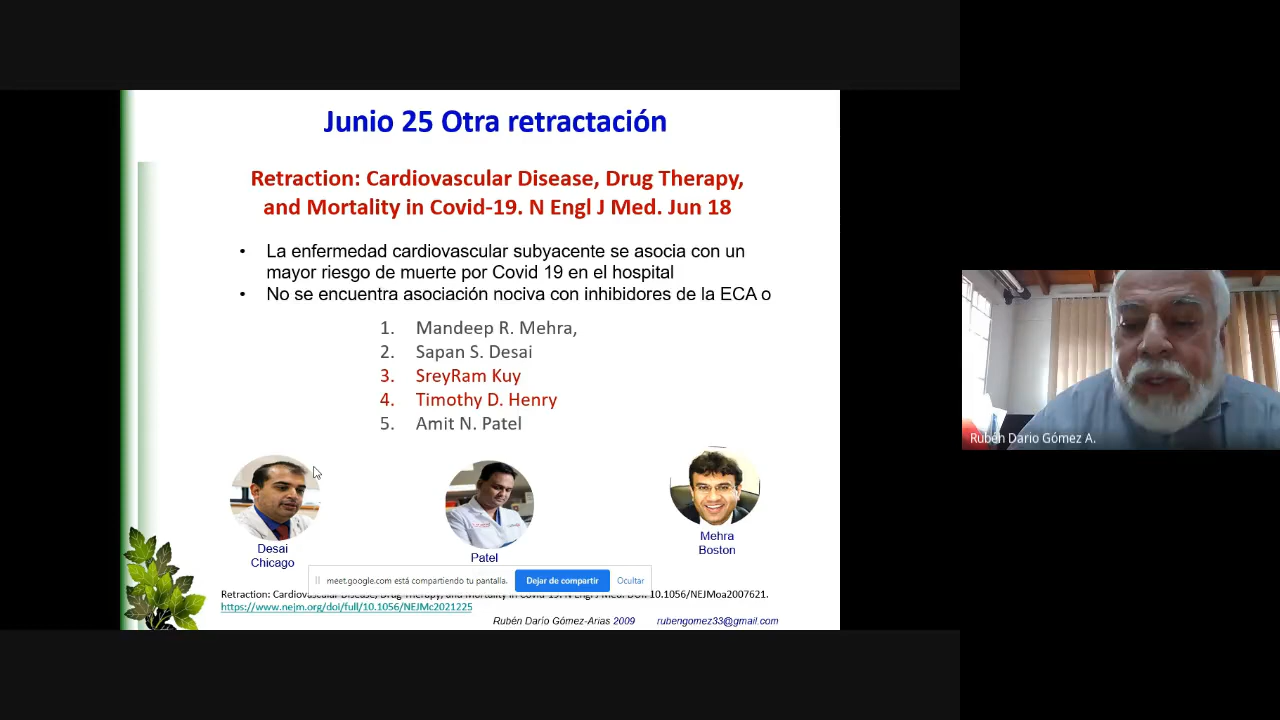 Junio 25 Otra retractación
Retraction: Cardiovascular Disease, Drug Therapy,
and Mortality in Covid-19. N Engl J Med. Jun 18
• La enfermedad cardiovascular subyacente se asocia con un
mayor riesgo de muerte por Covid 19 en el hospital
• No se encuentra asociación nociva con inhibidores de la ECA o
1. Mandeep R. Mehra,
2. Sapan S. Desai
3. SreyRam Kuy
4. Timothy D. Henry
5. Amit N. Patel
Desai
Chicago
Patel
Mehra
Boston
meet.google.com está compartiendo tu pantalla.
Dejar de compartir
Ocultar
Retraction: Cardiovascular Disease, Drug Therapy, and Mortality in Covid-19. N Engl J Med. DOI: 10.1056/NEJMoa2007621.
https://www.nejm.org/doi/full/10.1056/NEJMc2021225
Rubén Darío Gómez-Arias 2009 rubengomez33@gmail.com
Rubén Dario Gómez A.